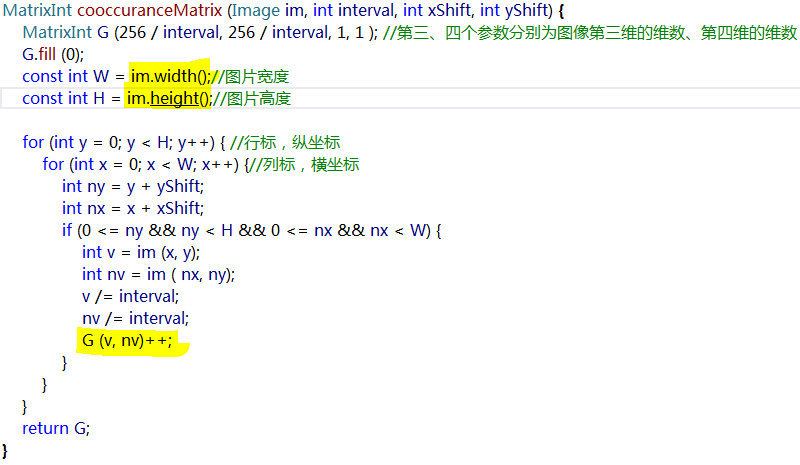 MatrixInt cooccuranceMatrix (Image im, int interval, int xShift, int yShift) {
MatrixInt G (256 / interval, 256 / interval, 1, 1 ); //第三、四个参数分别为图像第三维的维数、第四维的维数
G.fill (0);
const int W = im.width();//图片宽度
const int H = im.height();//图片高度
for (int y = 0; y < H; y++) { //行标，纵坐标
for (int x = 0; x < W; x++) {//列标，横坐标
int ny = y + yShift;
int nx = x + xShift;
if (0 <= ny && ny < H && 0 <= nx && nx < W) {
int v = im (x, y);
int nv = im ( nx, ny);
v /= interval;
nv /= interval;
G (v, nv)++;
}
}
}
return G;
}